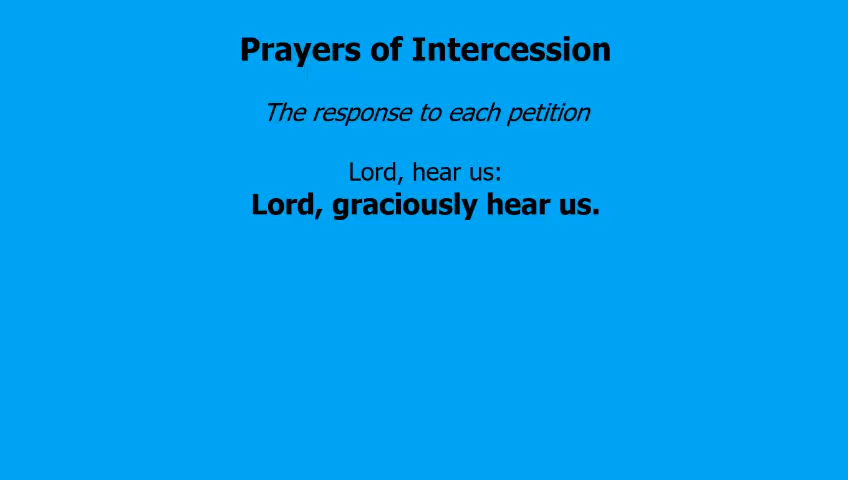 Prayers of Intercession
The response to each petition
Lord, hear us:
Lord, graciously hear us.